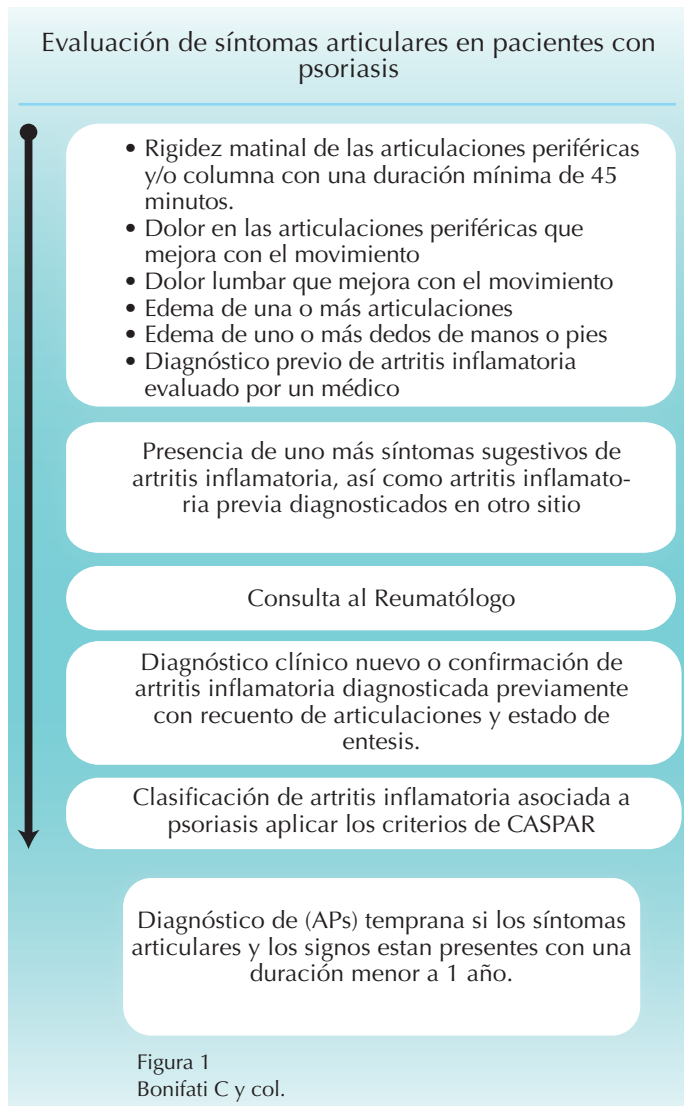 Evaluación de síntomas articulares en pacientes con
psoriasis
• Rigidez matinal de las articulaciones periféricas
y/o columna con una duración mínima de 45
minutos.
• Dolor en las articulaciones periféricas que
mejora con el movimiento
• Dolor lumbar que mejora con el movimiento
• Edema de una o más articulaciones
• Edema de uno o más dedos de manos o pies
• Diagnóstico previo de artritis inflamatoria
evaluado por un médico
Presencia de uno más síntomas sugestivos de
artritis inflamatoria, así como artritis inflamato-
ria previa diagnosticados en otro sitio
Consulta al Reumatólogo
Diagnóstico clínico nuevo o confirmación de
artritis inflamatoria diagnosticada previamente
con recuento de articulaciones y estado de
entesis.
Clasificación de artritis inflamatoria asociada a
psoriasis aplicar los criterios de CASPAR
Diagnóstico de (APs) temprana si los síntomas
articulares y los signos estan presentes con una
duración menor a 1 año.
Figura 1
Bonifati C y col.